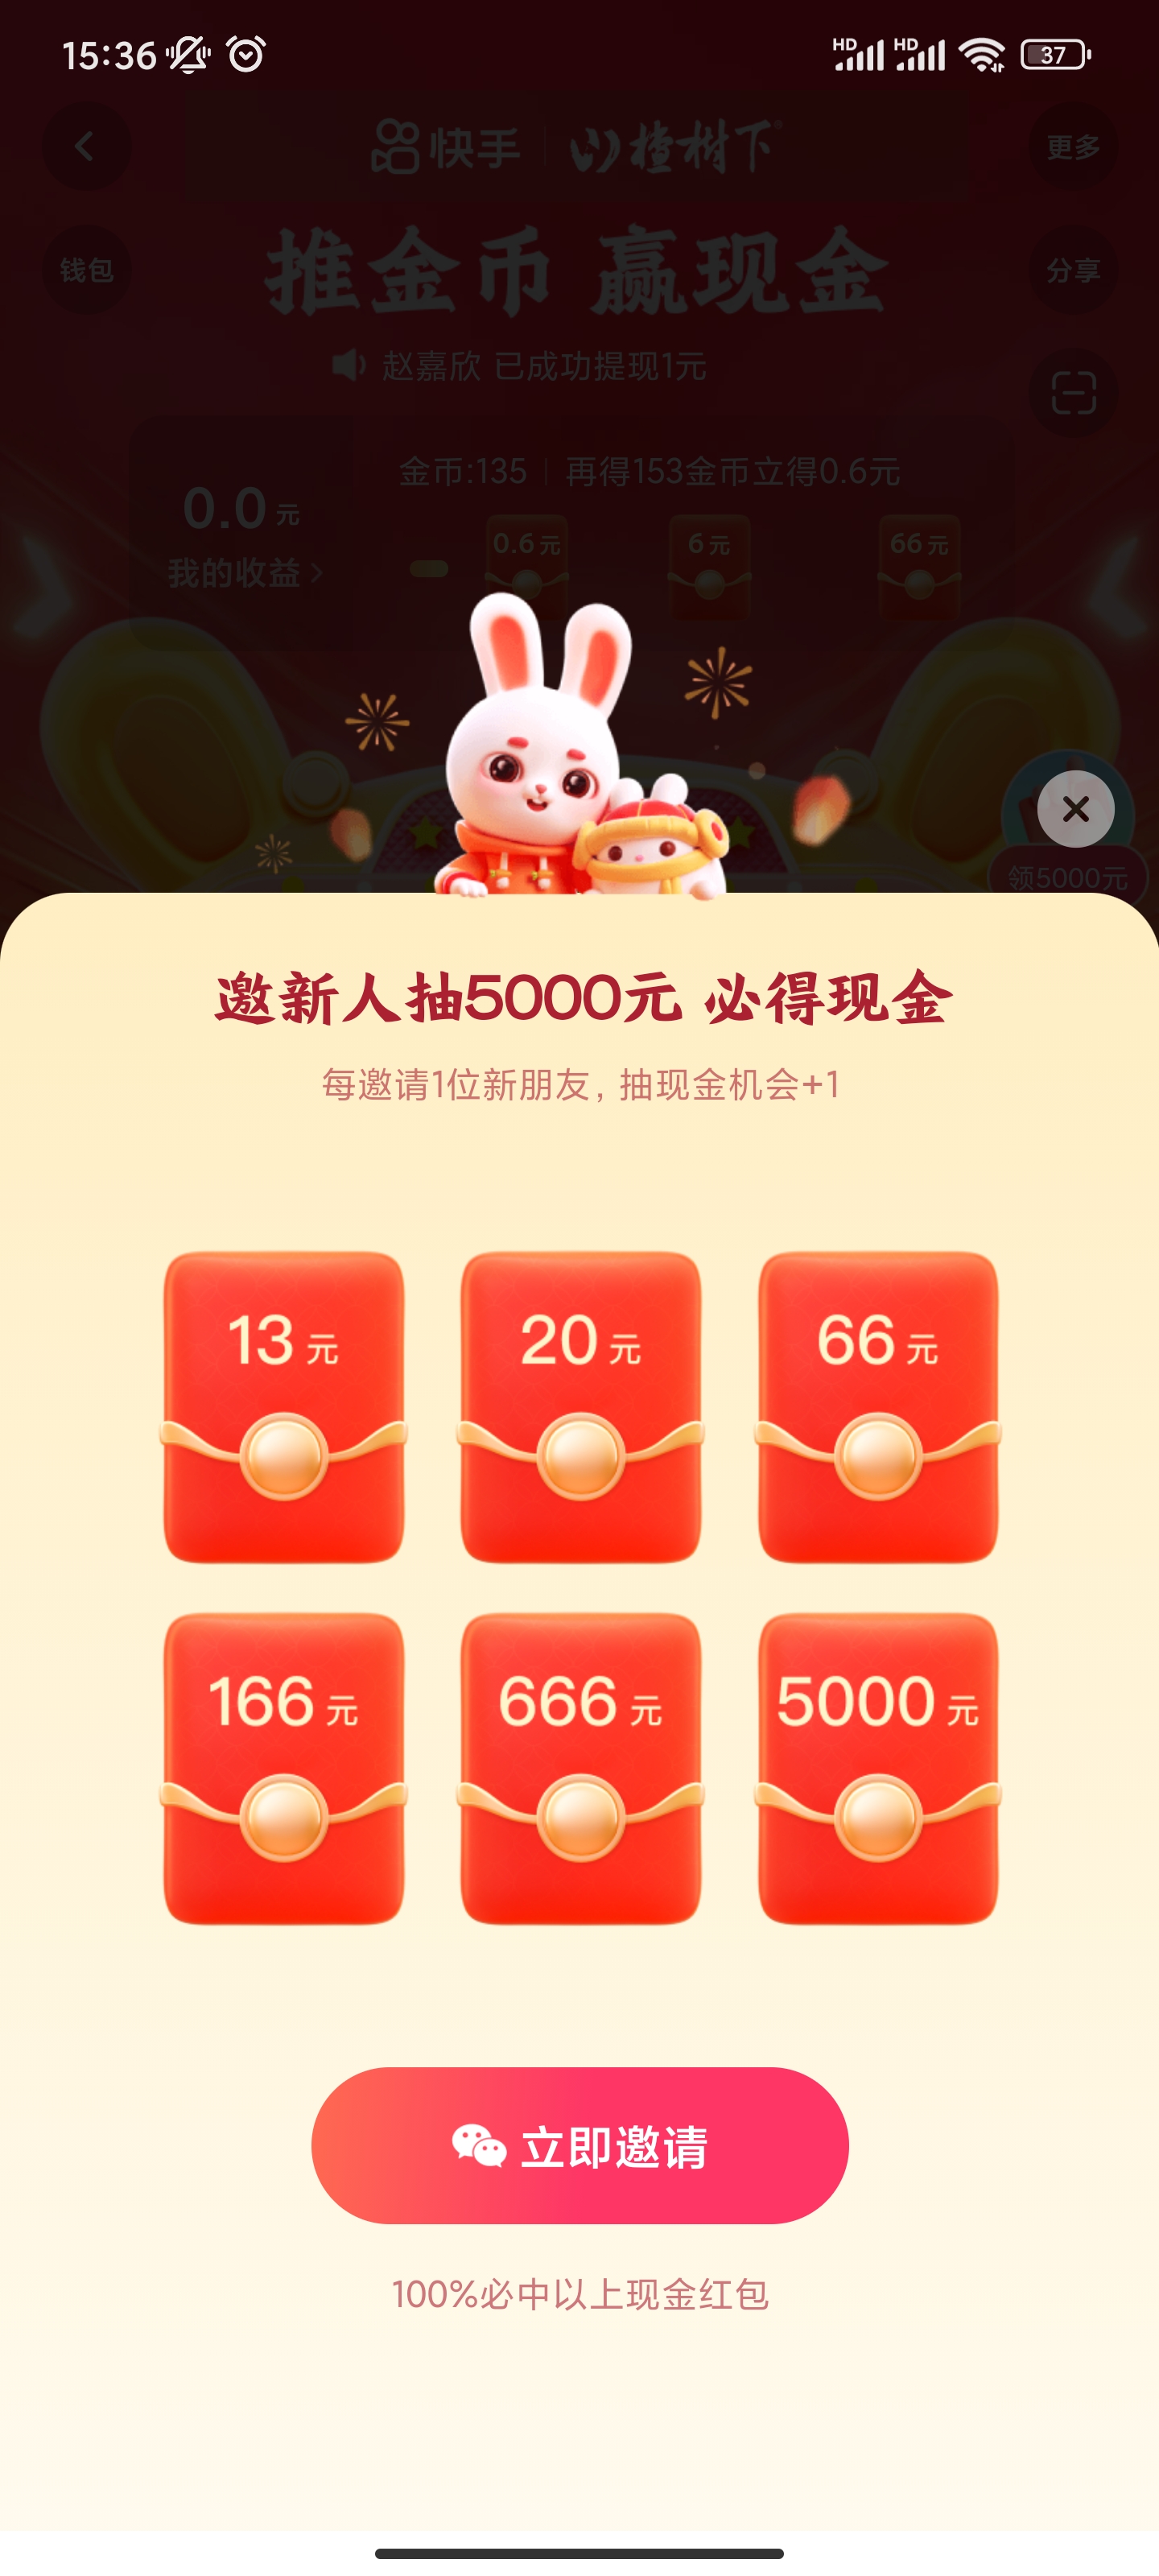 15:36
HD HD 37
快手 山楂树下
更多
推金币 赢现金
钱包
分享
赵嘉欣 已成功提现1元
金币:135 再得153金币立得0.6元
0.0元
我的收益
0.6元 6元 66元
领5000元
邀新人抽5000元 必得现金
每邀请1位新朋友, 抽现金机会+1
13元 20元 66元
166元 666元 5000元
立即邀请
100%必中以上现金红包